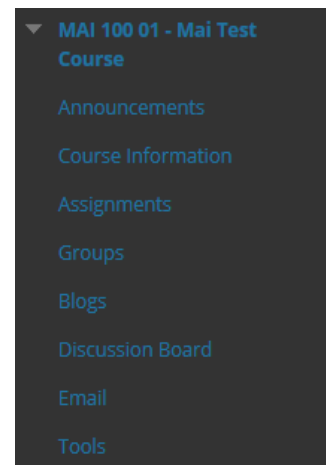 MAI 100 01 - Mai Test
Course
Announcements
Course Information
Assignments
Groups
Blogs
Discussion Board
Email
Tools